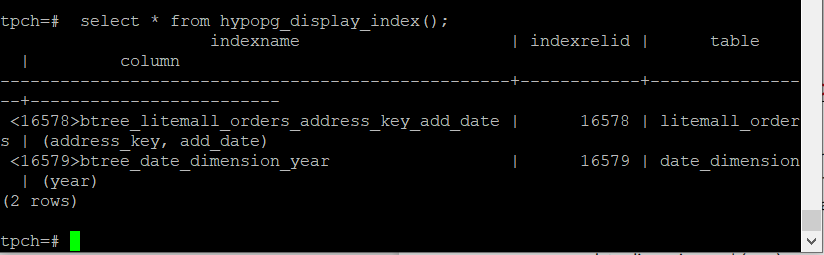 tpch=#  select * from hypopg_display_index();
                     indexname                     | indexrelid |      table
  |         column
---------------------------------------------------+------------+---------------
--+-------------------------
 <16578>btree_litemall_orders_address_key_add_date |      16578 | litemall_order
s | (address_key, add_date)
 <16579>btree_date_dimension_year                  |      16579 | date_dimension
  | (year)
(2 rows)

tpch=#